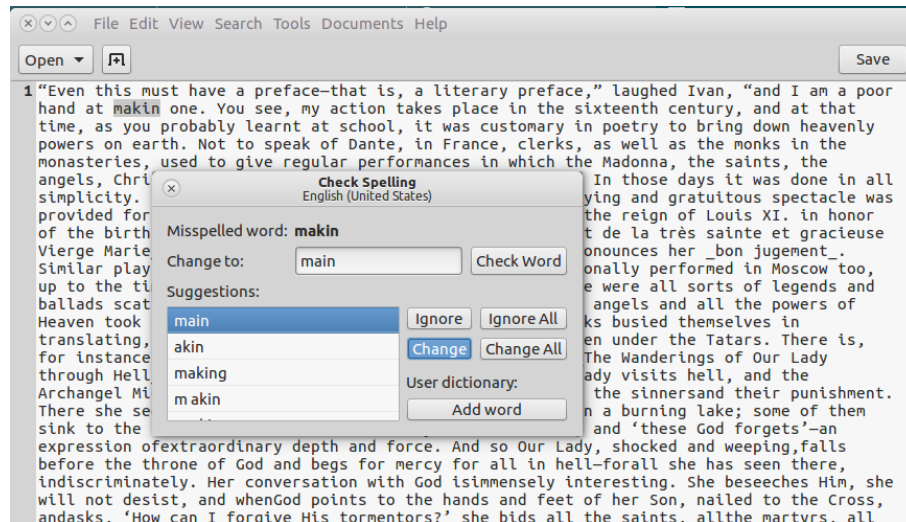 File Edit View Search Tools Documents Help
Open
Save
1 “Even this must have a preface—that is, a literary preface,” laughed Ivan, “and I am a poor
hand at makin one. You see, my action takes place in the sixteenth century, and at that
time, as you probably learnt at school, it was customary in poetry to bring down heavenly
powers on earth. Not to speak of Dante, in France, clerks, as well as the monks in the
monasteries, used to give regular performances in which the Madonna, the saints, the
angels, Chri In those days it was done in all
simplicity. ying and gratuitous spectacle was
provided for the reign of Louis XI. in honor
of the birth t de la très sainte et gracieuse
Vierge Marie onounces her _bon jugement_.
Similar play onally performed in Moscow too,
up to the ti e were all sorts of legends and
ballads scat angels and all the powers of
Heaven took ks busied themselves in
translating, en under the Tatars. There is,
for instance The Wanderings of Our Lady
through Hell ady visits hell, and the
Archangel Mi the sinnersand their punishment.
There she se n a burning lake; some of them
sink to the and ‘these God forgets’—an
expression ofextraordinary depth and force. And so Our Lady, shocked and weeping,falls
before the throne of God and begs for mercy for all in hell—forall she has seen there,
indiscriminately. Her conversation with God isimmensely interesting. She beseeches Him, she
will not desist, and whenGod points to the hands and feet of her Son, nailed to the Cross,
andasks, ‘How can I forgive His tormentors?’ she bids all the saints, allthe martyrs, all
Check Spelling
English (United States)
Misspelled word: makin
Change to: main Check Word
Suggestions:
main Ignore Ignore All
akin
making Change Change All
m akin User dictionary:
Add word